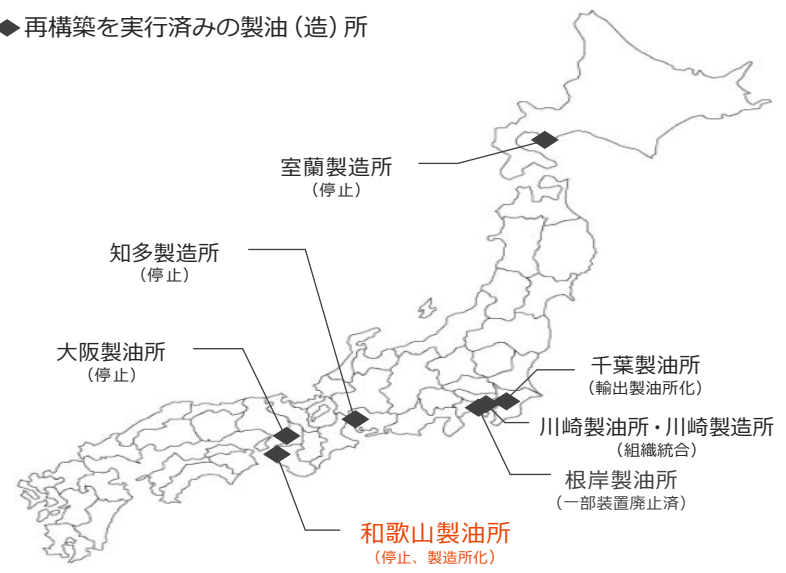 ◆再構築を実行済みの製油(造)所
室蘭製造所
(停止)
知多製造所
(停止)
大阪製油所
(停止)
千葉製油所
(輸出製油所化)
川崎製油所・川崎製造所
(組織統合)
根岸製油所
(一部装置廃止済)
和歌山製油所
(停止、製造所化)